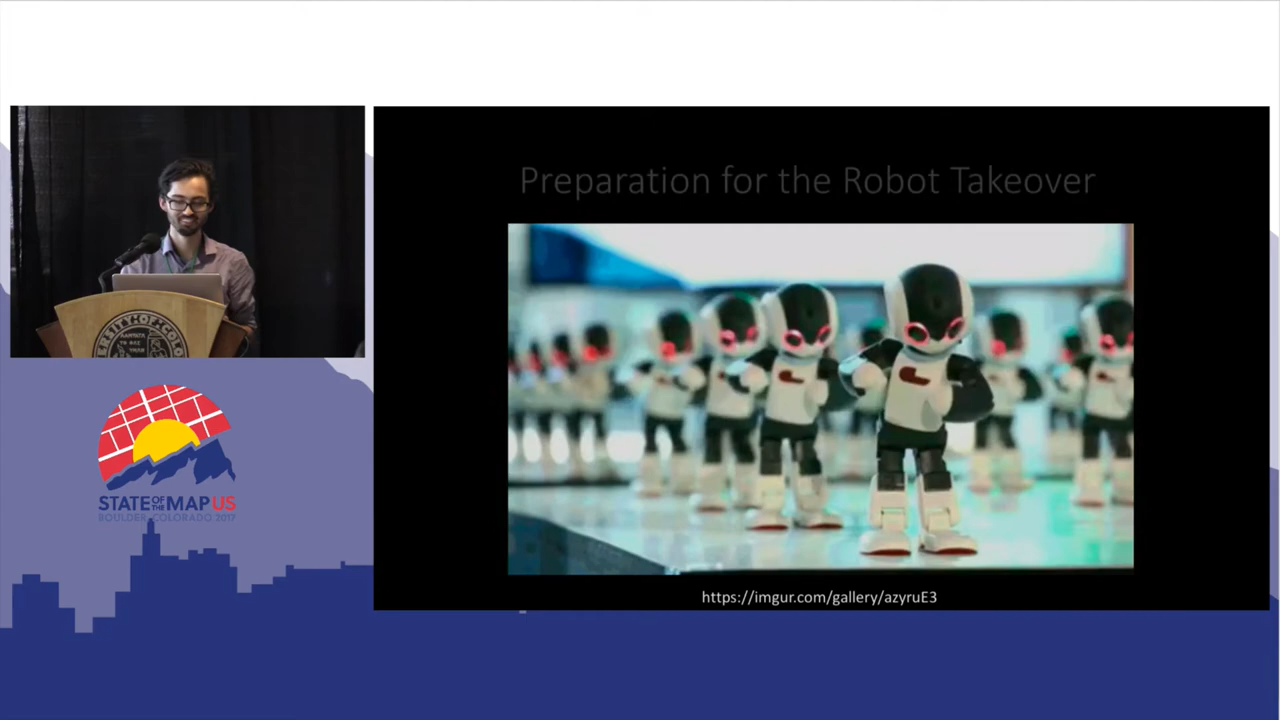 Preparation for the Robot Takeover
https://imgur.com/gallery/azyruE3
STATE OF THE MAP US
BOULDER, COLORADO 2017